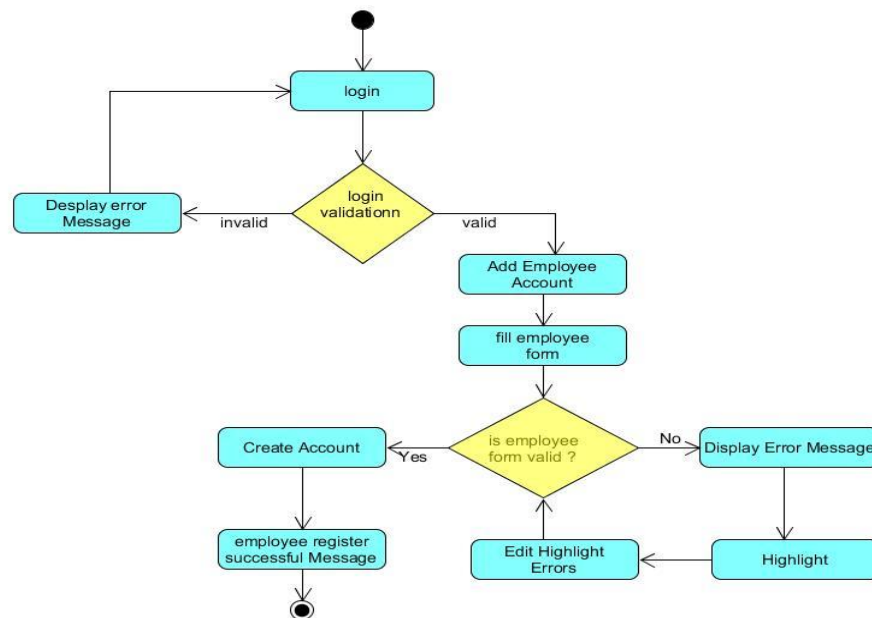 login
login
validationn
Desplay error
Message
invalid
valid
Add Employee
Account
fill employee
form
is employee
form valid ?
Yes
No
Create Account
Display Error Message
employee register
successful Message
Edit Highlight
Errors
Highlight